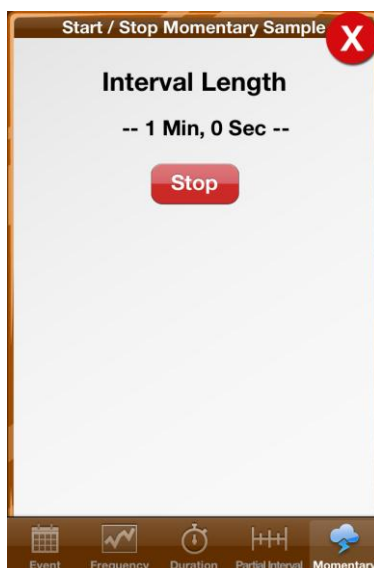 Start / Stop Momentary Sample
X
Interval Length
-- 1 Min, 0 Sec --
Stop
Event Frequency Duration Partial Interval Momentary